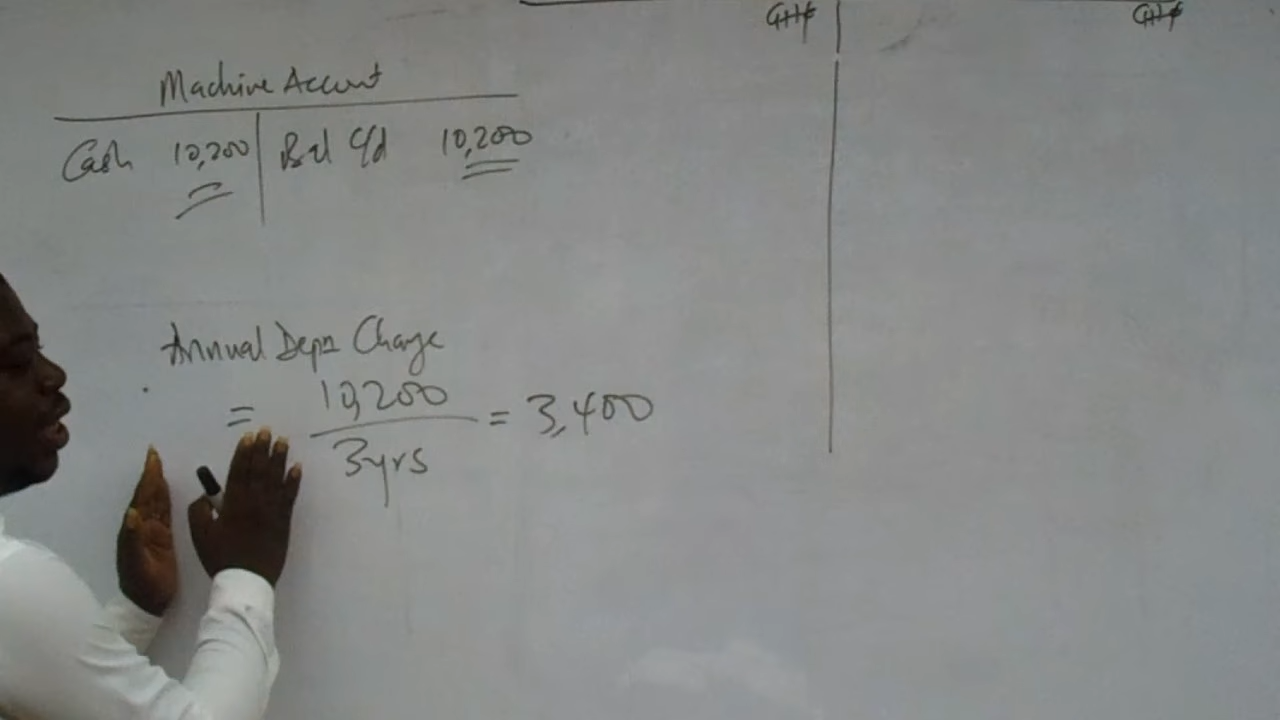 GH¢ GH¢
Machine Account
Cash 10,200 Bal c/d 10,200
Annual Depn Charge
= 10,200 / 3yrs = 3,400